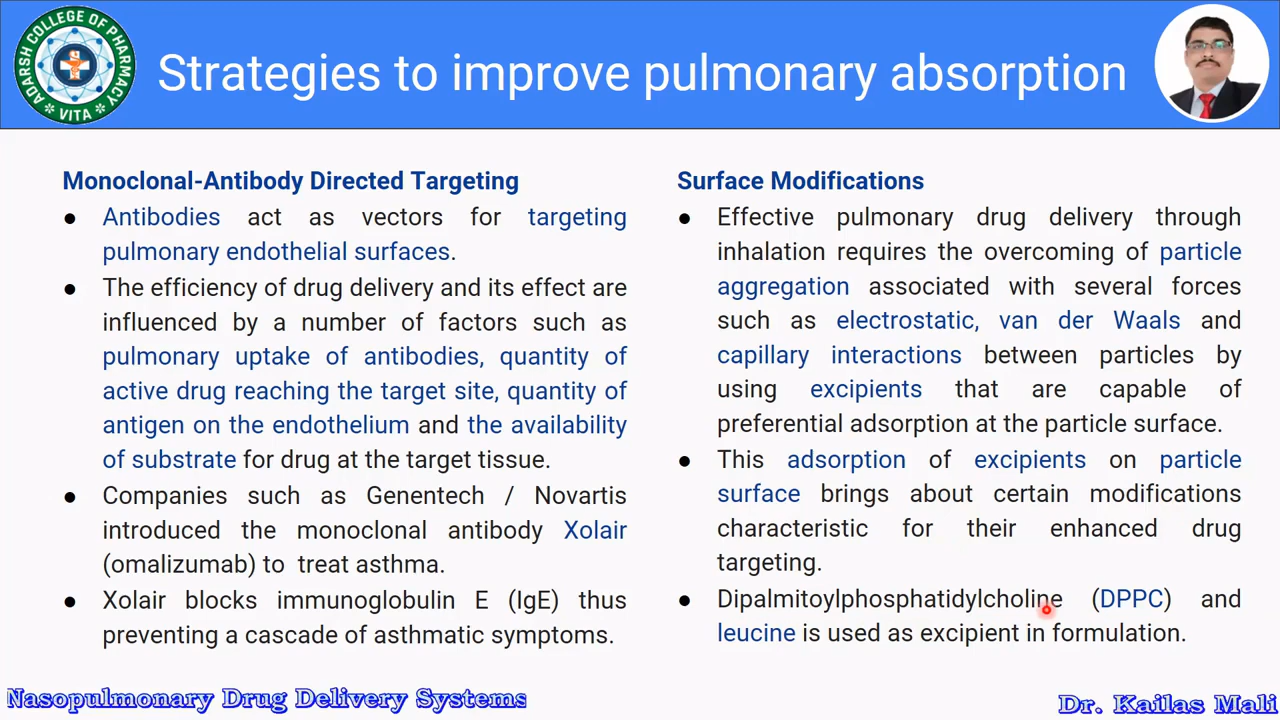 ADARSH COLLEGE OF PHARMACY
VITA
Strategies to improve pulmonary absorption
Monoclonal-Antibody Directed Targeting
● Antibodies act as vectors for targeting
pulmonary endothelial surfaces.
● The efficiency of drug delivery and its effect are
influenced by a number of factors such as
pulmonary uptake of antibodies, quantity of
active drug reaching the target site, quantity of
antigen on the endothelium and the availability
of substrate for drug at the target tissue.
● Companies such as Genentech / Novartis
introduced the monoclonal antibody Xolair
(omalizumab) to treat asthma.
● Xolair blocks immunoglobulin E (IgE) thus
preventing a cascade of asthmatic symptoms.
Surface Modifications
● Effective pulmonary drug delivery through
inhalation requires the overcoming of particle
aggregation associated with several forces
such as electrostatic, van der Waals and
capillary interactions between particles by
using excipients that are capable of
preferential adsorption at the particle surface.
● This adsorption of excipients on particle
surface brings about certain modifications
characteristic for their enhanced drug
targeting.
● Dipalmitoylphosphatidylcholine (DPPC) and
leucine is used as excipient in formulation.
Nasopulmonary Drug Delivery Systems
Dr. Kailas Mali